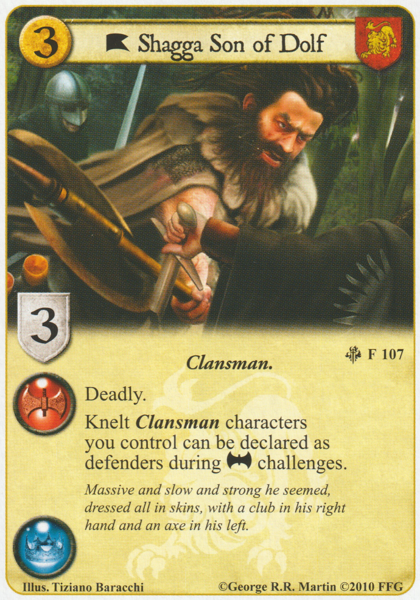 3
Shagga Son of Dolf
3
Clansman.
F 107
Deadly.
Knelt Clansman characters
you control can be declared as
defenders during challenges.
Massive and slow and strong he seemed,
dressed all in skins, with a club in his right
hand and an axe in his left.
Illus. Tiziano Baracchi
©George R.R. Martin ©2010 FFG